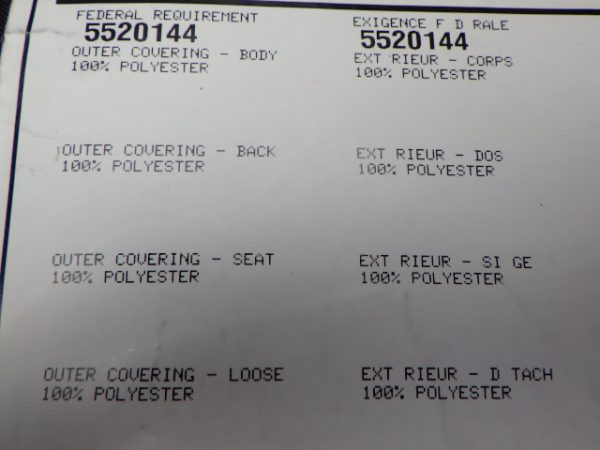 FEDERAL REQUIREMENT
5520144
OUTER COVERING - BODY
100% POLYESTER
OUTER COVERING - BACK
100% POLYESTER
OUTER COVERING - SEAT
100% POLYESTER
OUTER COVERING - LOOSE
100% POLYESTER
EXIGENCE F D RALE
5520144
EXT RIEUR - CORPS
100% POLYESTER
EXT RIEUR - DOS
100% POLYESTER
EXT RIEUR - SI GE
100% POLYESTER
EXT RIEUR - D TACH
100% POLYESTER